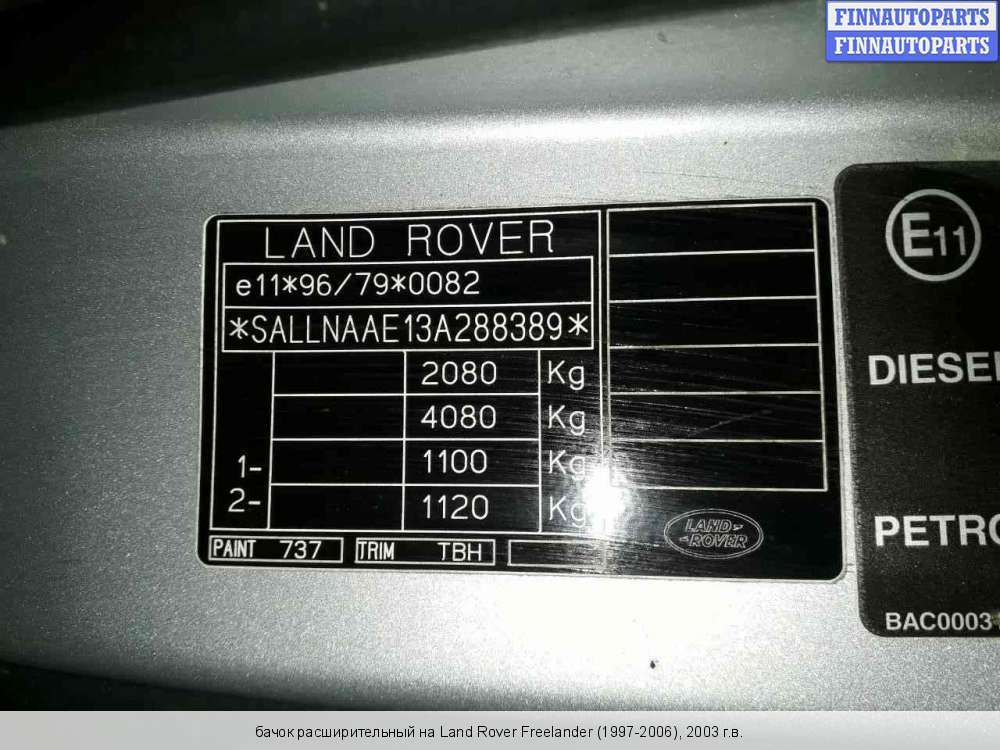 FINNAUTOPARTS
FINNAUTOPARTS
LAND ROVER
e11*96/79*0082
*SALLNAAE13A288389*
2080 Kg
4080 Kg
1- 1100 Kg
2- 1120 Kg
PAINT 737 TRIM TBH
LAND-
-ROVER
E11
DIESEL
PETRO
BAC0003
бачок расширительный на Land Rover Freelander (1997-2006), 2003 г.в.